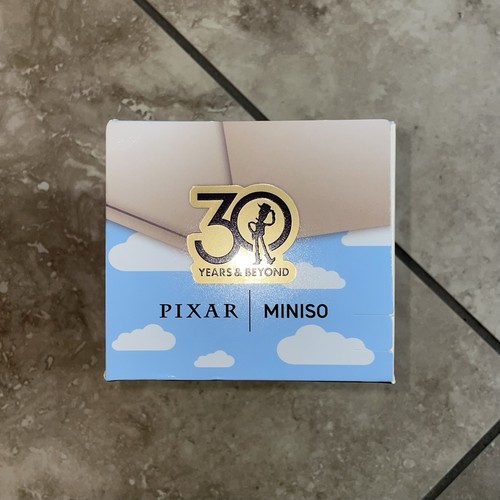 30
YEARS & BEYOND
PIXAR | MINISO